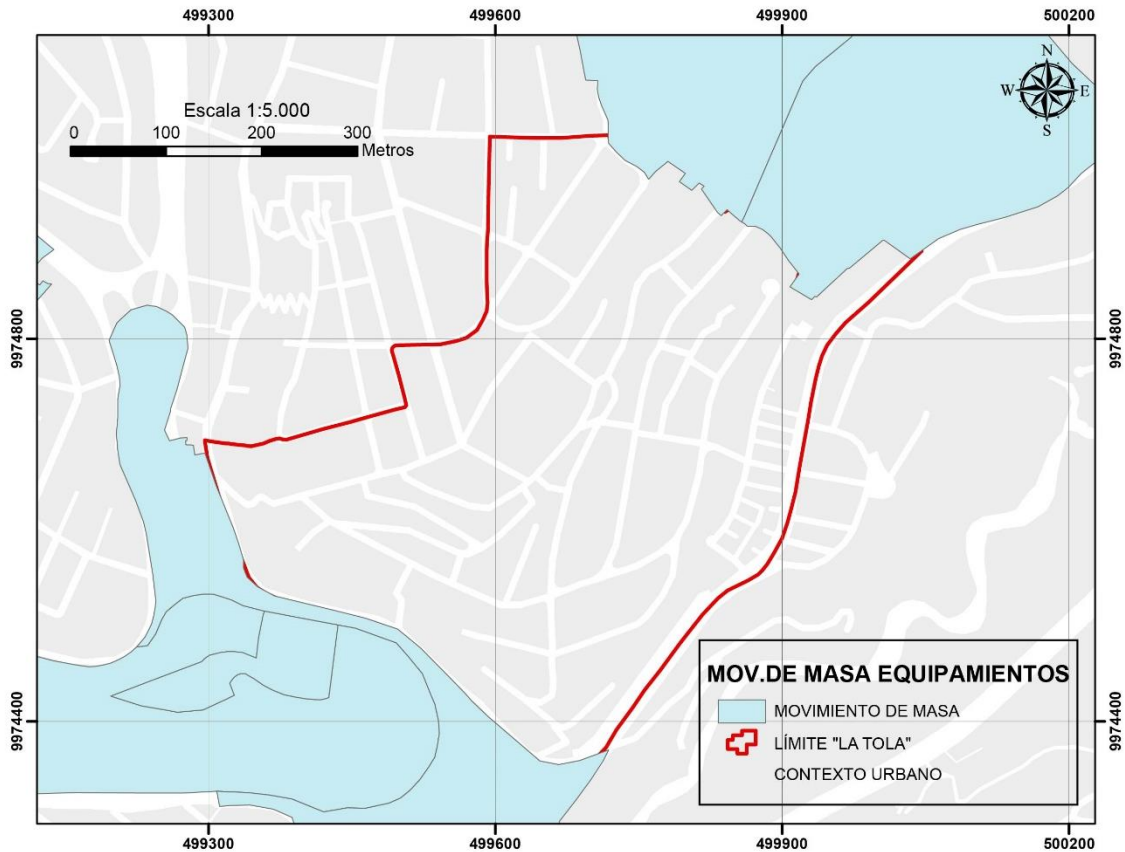 499300 499600 499900 500200
N
W E
S
Escala 1:5.000
0 100 200 300
Metros
9974800 9974800
MOV.DE MASA EQUIPAMIENTOS
MOVIMIENTO DE MASA
LÍMITE "LA TOLA"
CONTEXTO URBANO
9974400 9974400
499300 499600 499900 500200